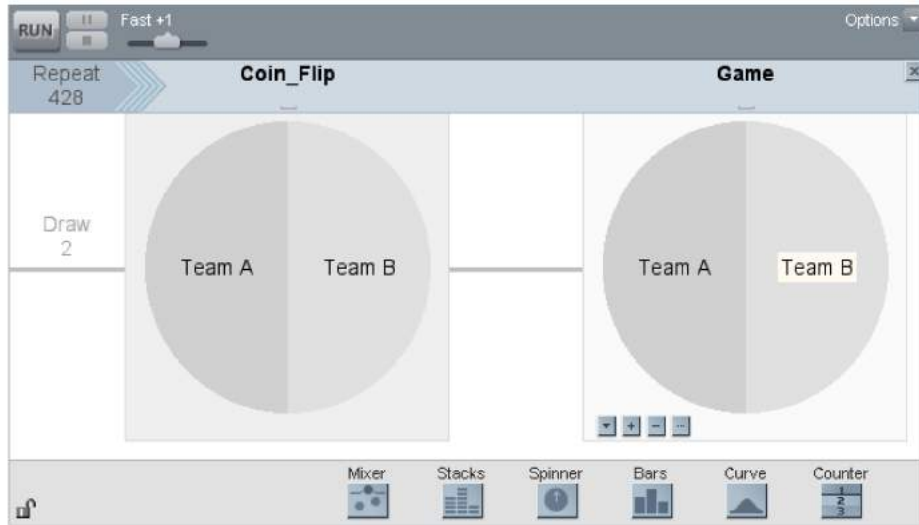 RUN Fast +1 Options
Repeat
428
Coin_Flip Game
Draw
2
Team A Team B Team A Team B
Mixer Stacks Spinner Bars Curve Counter
1
2
3